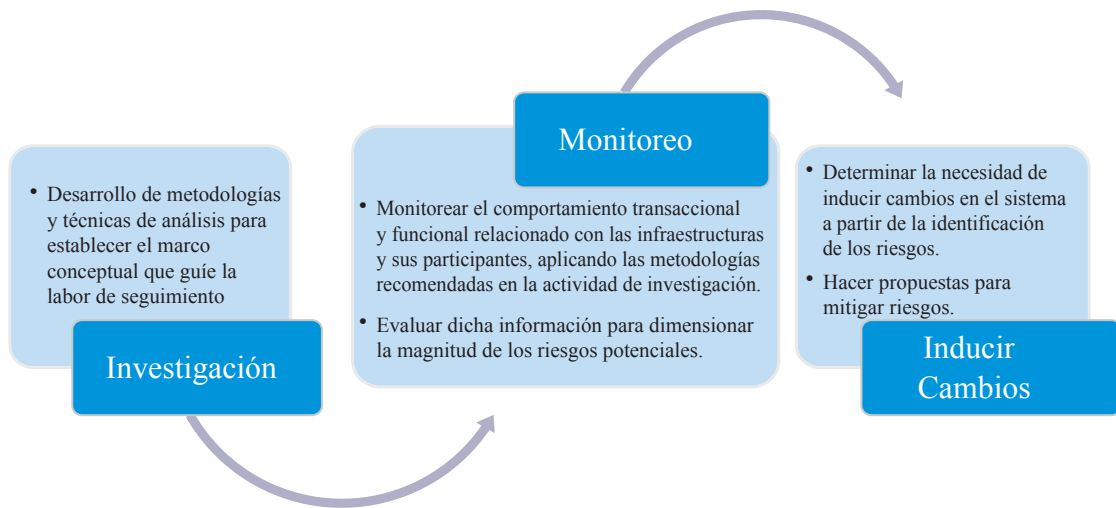 • Desarrollo de metodologías
y técnicas de análisis para
establecer el marco
conceptual que guíe la
labor de seguimiento
Investigación
Monitoreo
• Monitorear el comportamiento transaccional
y funcional relacionado con las infraestructuras
y sus participantes, aplicando las metodologías
recomendadas en la actividad de investigación.
• Evaluar dicha información para dimensionar
la magnitud de los riesgos potenciales.
• Determinar la necesidad de
inducir cambios en el sistema
a partir de la identificación
de los riesgos.
• Hacer propuestas para
mitigar riesgos.
Inducir
Cambios